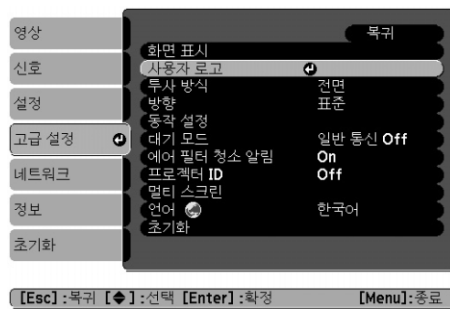 영상
신호
설정
고급 설정
네트워크
정보
초기화
복귀
화면 표시
사용자 로고
투사 방식 전면
방향 표준
동작 설정
대기 모드 일반 통신 Off
에어 필터 청소 알림 On
프로젝터 ID Off
멀티 스크린
언어 한국어
초기화
[Esc] :복귀 [◆] :선택 [Enter] :확정 [Menu]:종료